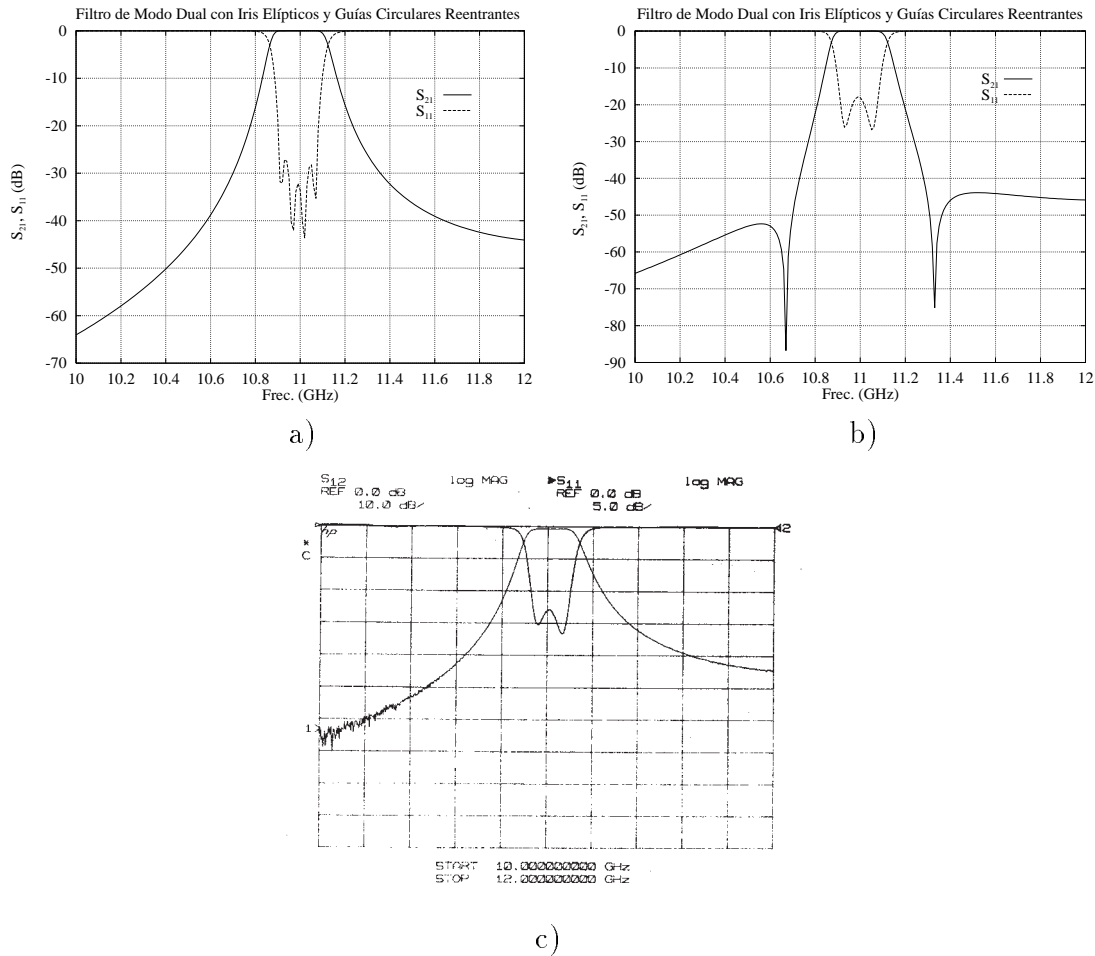 Filtro de Modo Dual con Iris Elípticos y Guías Circulares Reentrantes
0
-10
-20
-30
-40
-50
-60
-70
S21, S11 (dB)
S21
S11
10 10.2 10.4 10.6 10.8 11 11.2 11.4 11.6 11.8 12
Frec. (GHz)
a)
Filtro de Modo Dual con Iris Elípticos y Guías Circulares Reentrantes
0
-10
-20
-30
-40
-50
-60
-70
-80
-90
S21, S11 (dB)
S21
S11
10 10.2 10.4 10.6 10.8 11 11.2 11.4 11.6 11.8 12
Frec. (GHz)
b)
S12 log MAG
REF 0.0 dB
10.0 dB/
▶S11 log MAG
REF 0.0 dB
5.0 dB/
hp
2
*
C
1
START 10.000000000 GHz
STOP 12.000000000 GHz
c)